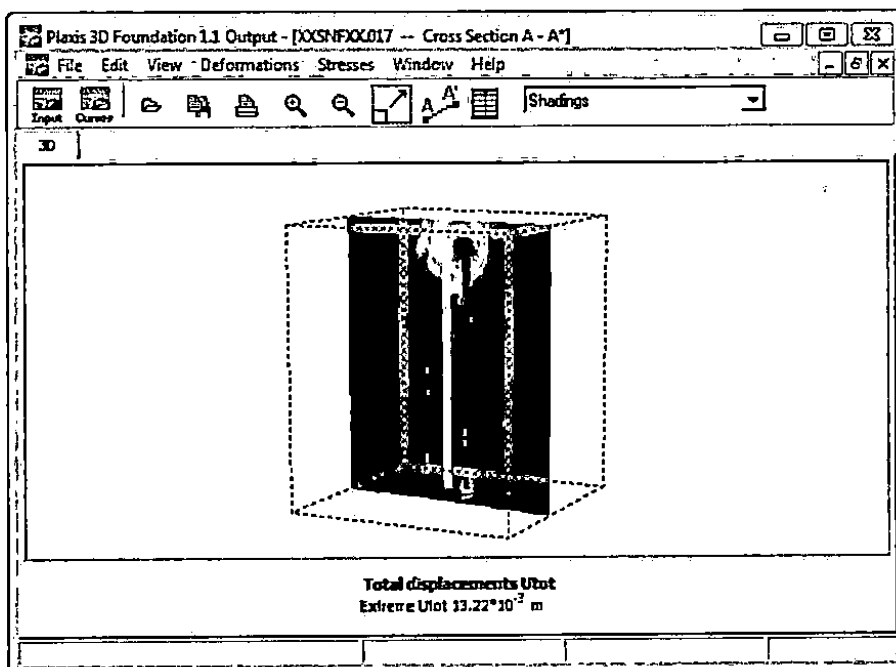 Plaxis 3D Foundation 1.1 Output - [XXSNFXX.017 -- Cross Section A - A*]
File Edit View Deformations Stresses Window Help
Input Curves A A' Shadings
3D
Total displacements Utot
Extreme Utot 13.22*10⁻³ m